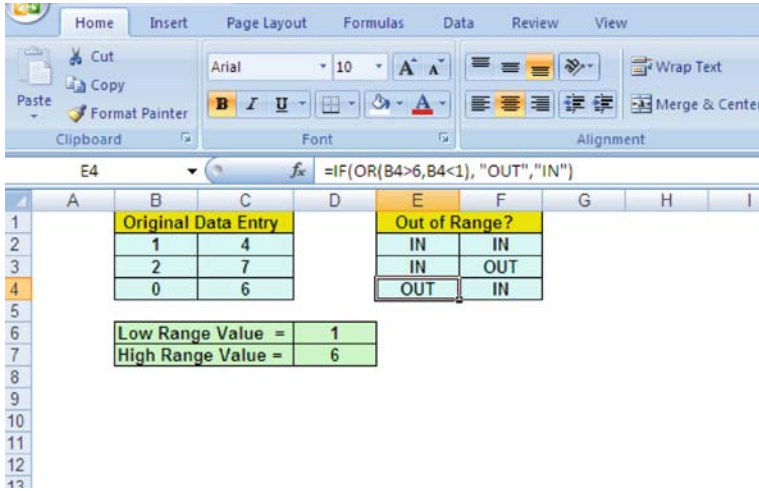 Home Insert Page Layout Formulas Data Review View
Cut
Copy
Format Painter
Paste
Arial 10 A A
B I U A
Wrap Text
Merge & Center
Clipboard Font Alignment
E4 fx =IF(OR(B4>6,B4<1), "OUT","IN")
A B C D E F G H I
1 Original Data Entry Out of Range?
2 1 4 IN IN
3 2 7 IN OUT
4 0 6 OUT IN
5
6 Low Range Value = 1
7 High Range Value = 6
8
9
10
11
12
13